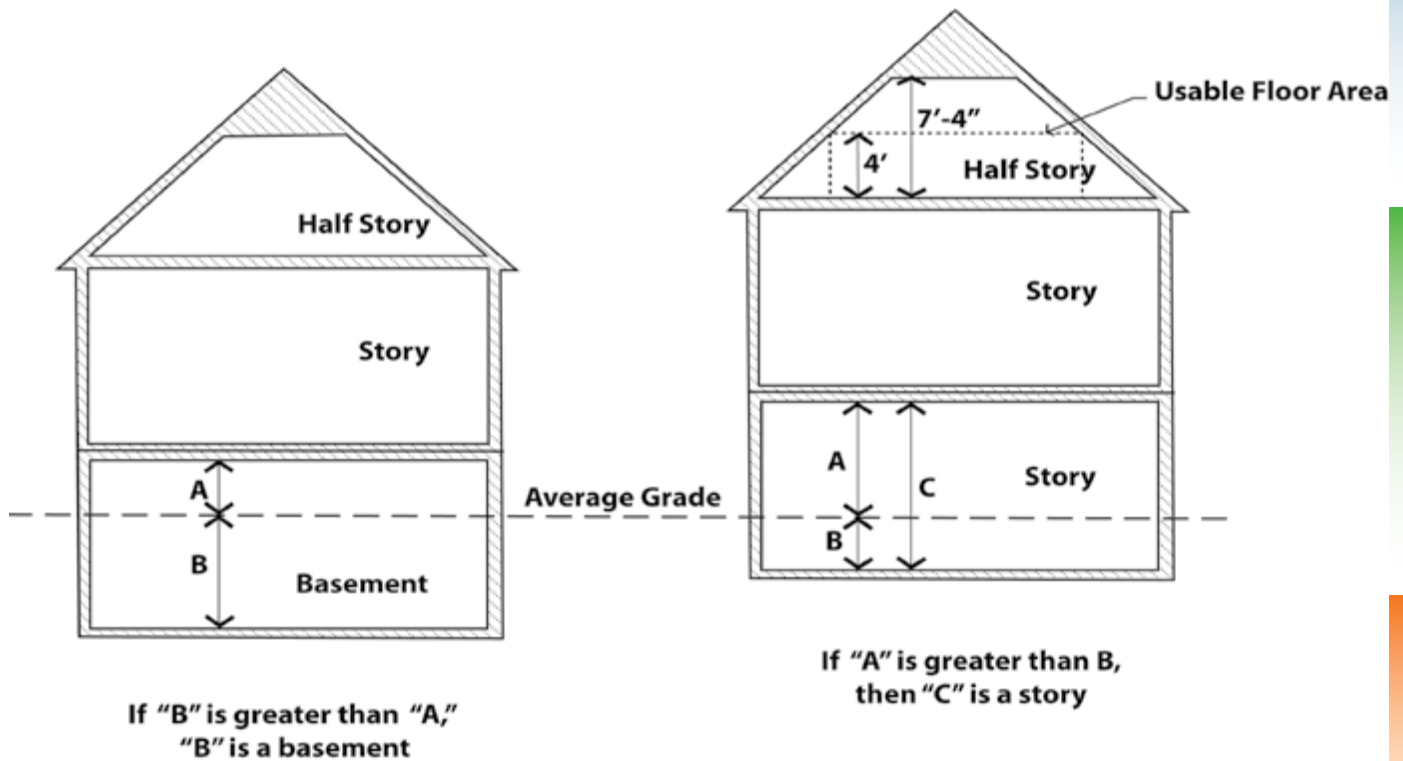 Half Story
Story
A
B
Basement
If “B” is greater than “A,”
“B” is a basement
Average Grade
Usable Floor Area
7’-4”
4’
Half Story
Story
A
C
Story
B
If “A” is greater than B,
then “C” is a story